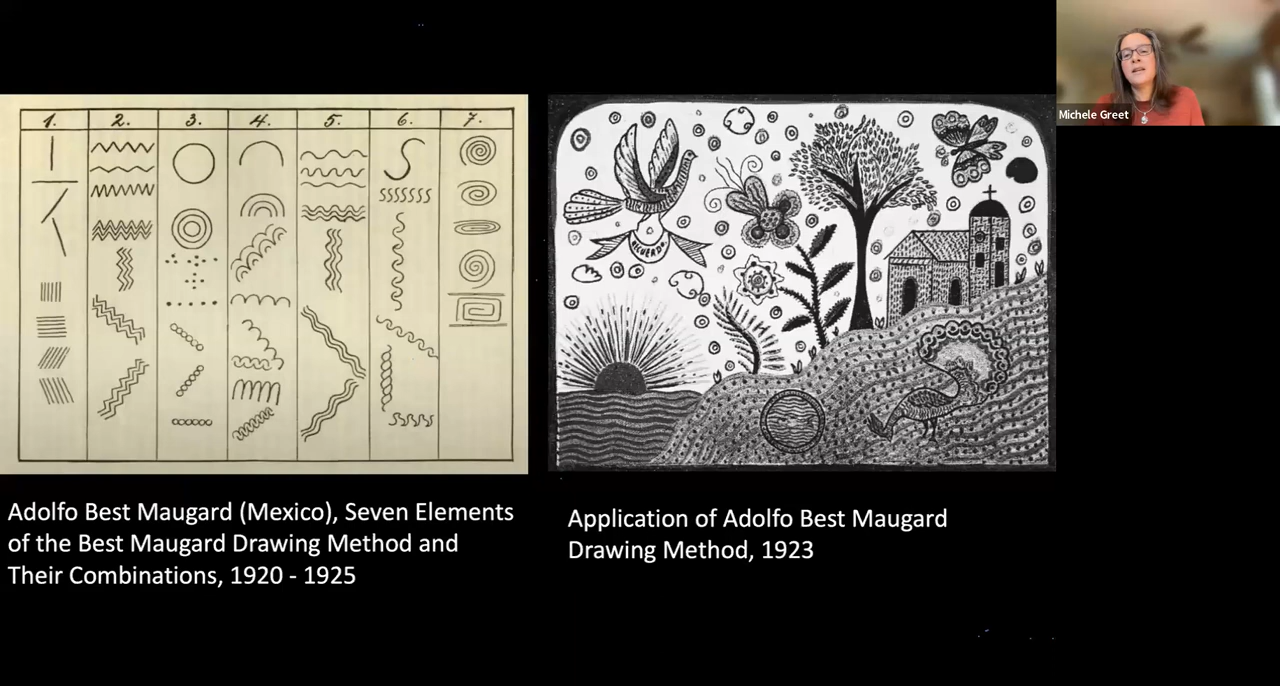 1. 2. 3. 4. 5. 6. 7.
RECUERDO
Michele Greet
Adolfo Best Maugard (Mexico), Seven Elements
of the Best Maugard Drawing Method and
Their Combinations, 1920 - 1925
Application of Adolfo Best Maugard
Drawing Method, 1923